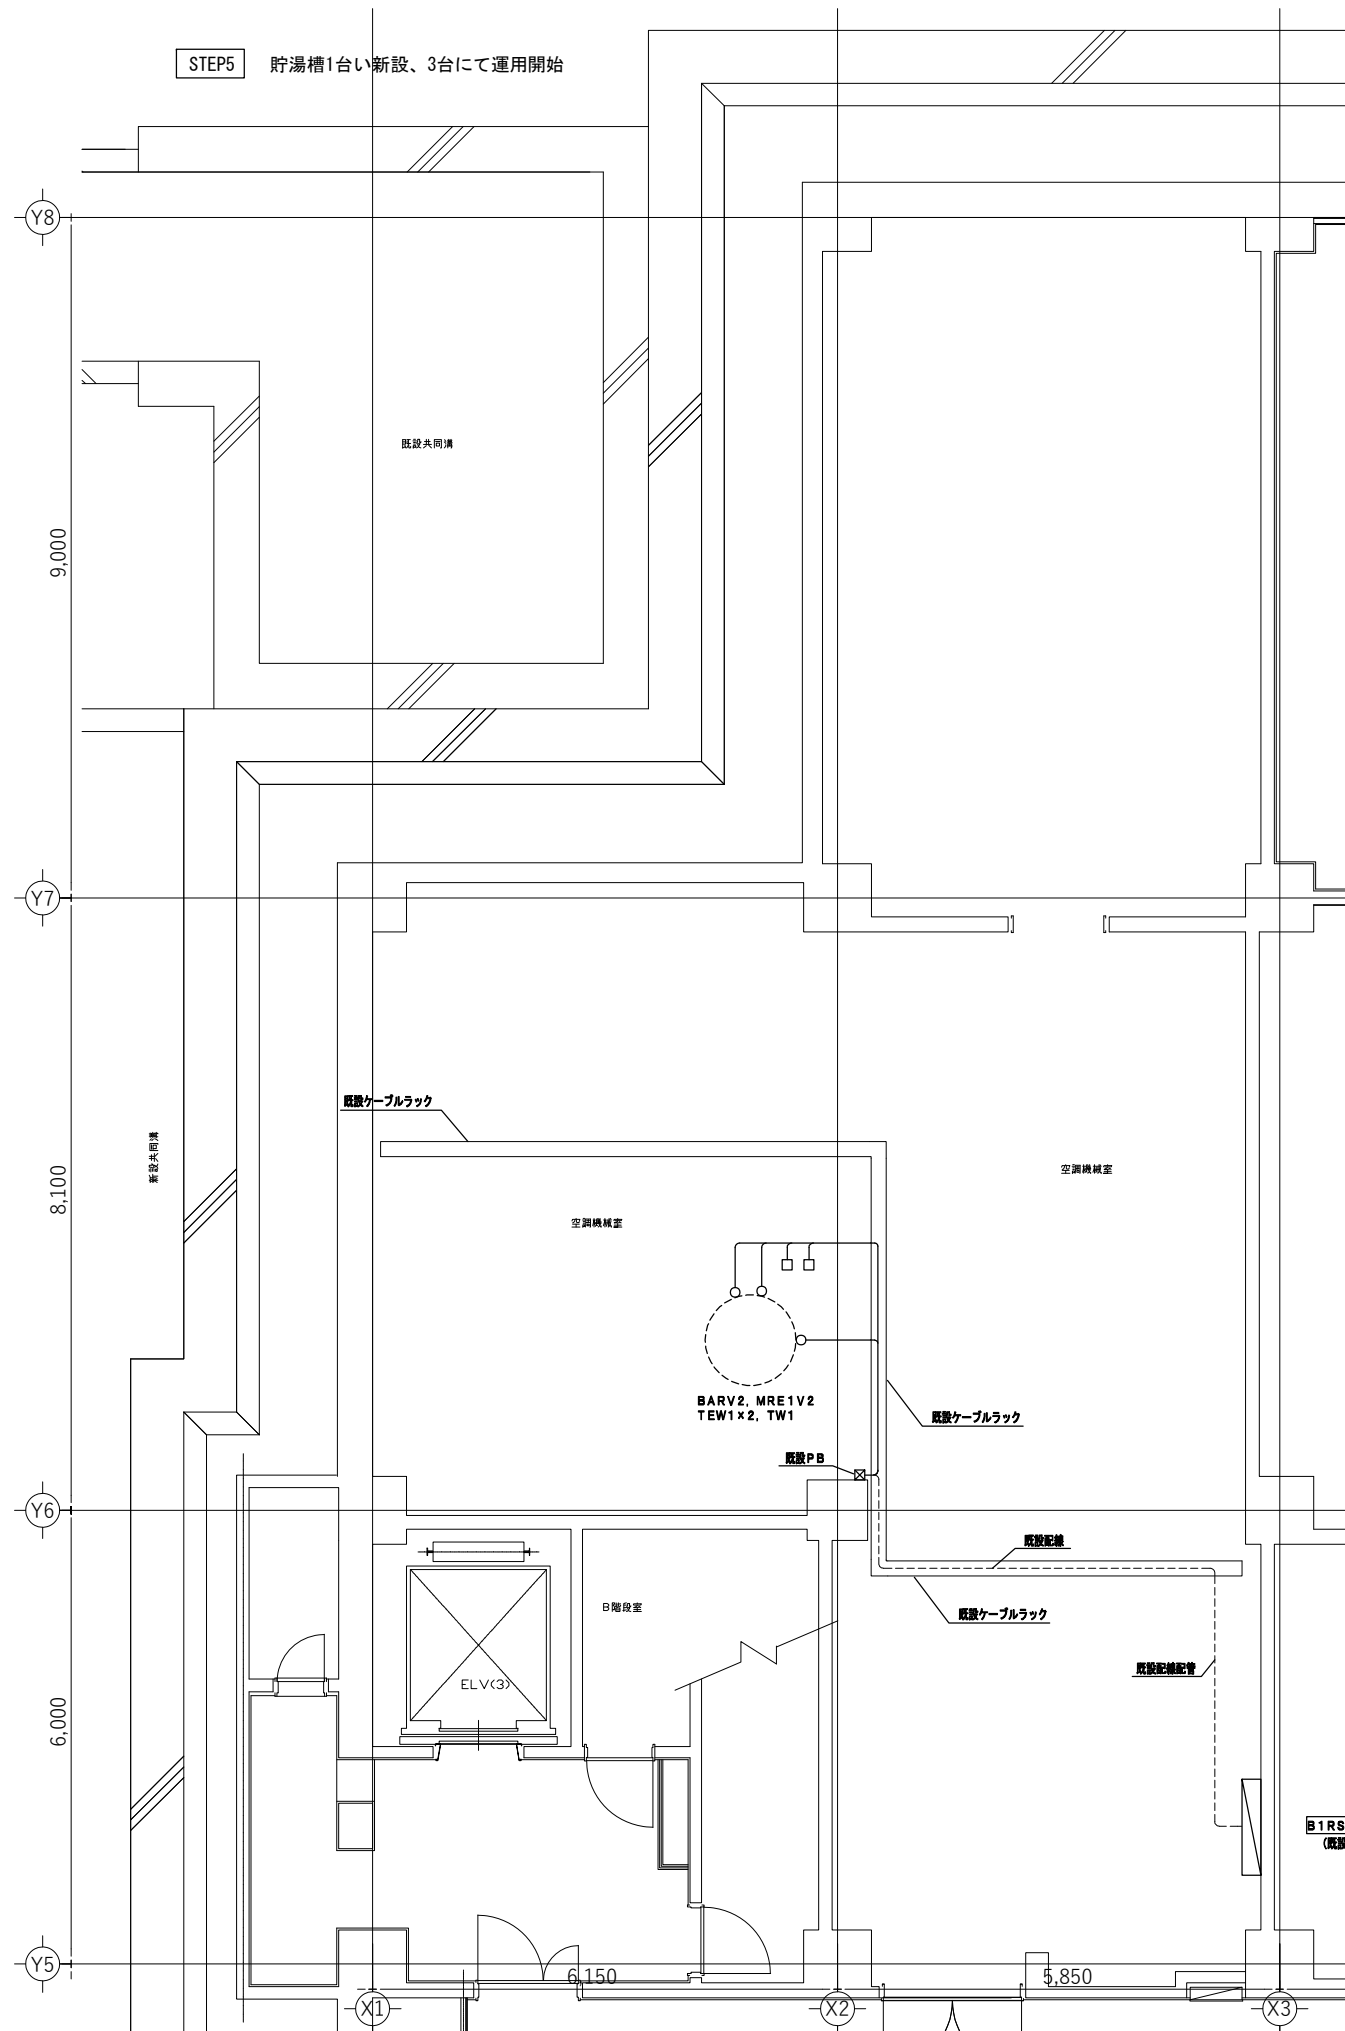 STEP5 貯湯槽1台い新設、3台にて運用開始
Y8
既設共同溝
9,000
Y7
既設ケーブルラック
新設共同溝
8,100
空調機械室
空調機械室
BARV2, MRE1V2
TEW1×2, TW1
既設ケーブルラック
既設PB
Y6
既設配線
B階段室
既設ケーブルラック
ELV(3)
既設配線配管
6,000
B1RS
(既設
Y5
6,150
5,850
X1
X2
X3